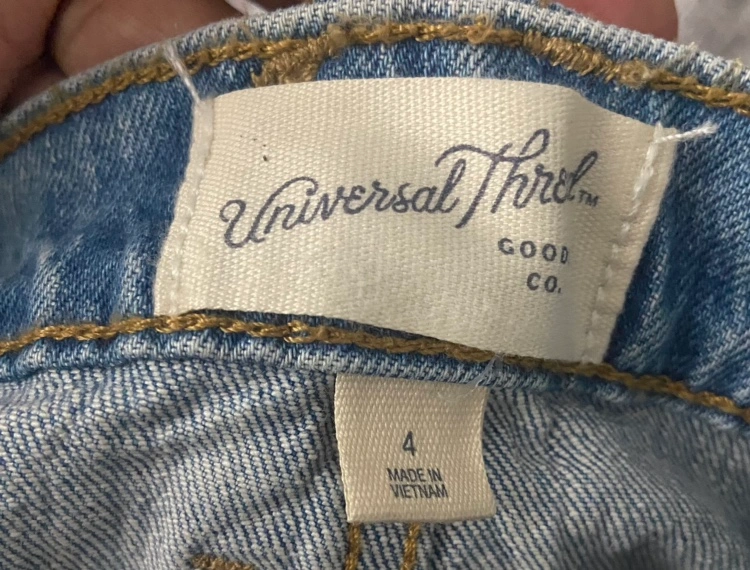 Universal Thread™
GOOD
CO.
4
MADE IN
VIETNAM